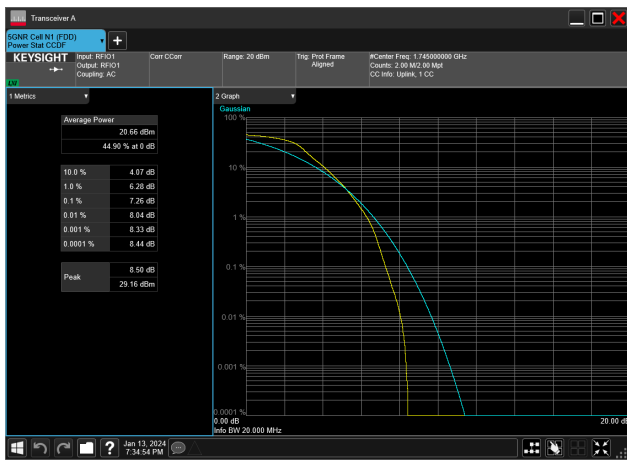 Transceiver A
5GNR Cell N1 (FDD)
Power Stat CCDF
KEYSIGHT
Input: RFIO1
Output: RFIO1
Coupling: AC
Corr CCorr
Range: 20 dBm
Trig: Prot Frame
Aligned
#Center Freq: 1.745000000 GHz
Counts: 2.00 M/2.00 Mpt
CC Info: Uplink, 1 CC
LXI
1 Metrics
Average Power
20.66 dBm
44.90 % at 0 dB
10.0 % 4.07 dB
1.0 % 6.28 dB
0.1 % 7.26 dB
0.01 % 8.04 dB
0.001 % 8.33 dB
0.0001 % 8.44 dB
Peak
8.50 dB
29.16 dBm
2 Graph
Gaussian
100 %
10 %
1 %
0.1 %
0.01 %
0.001 %
0.0001 %
0.00 dB
20.00 dB
Info BW 20.000 MHz
?
Jan 13, 2024
7:34:54 PM